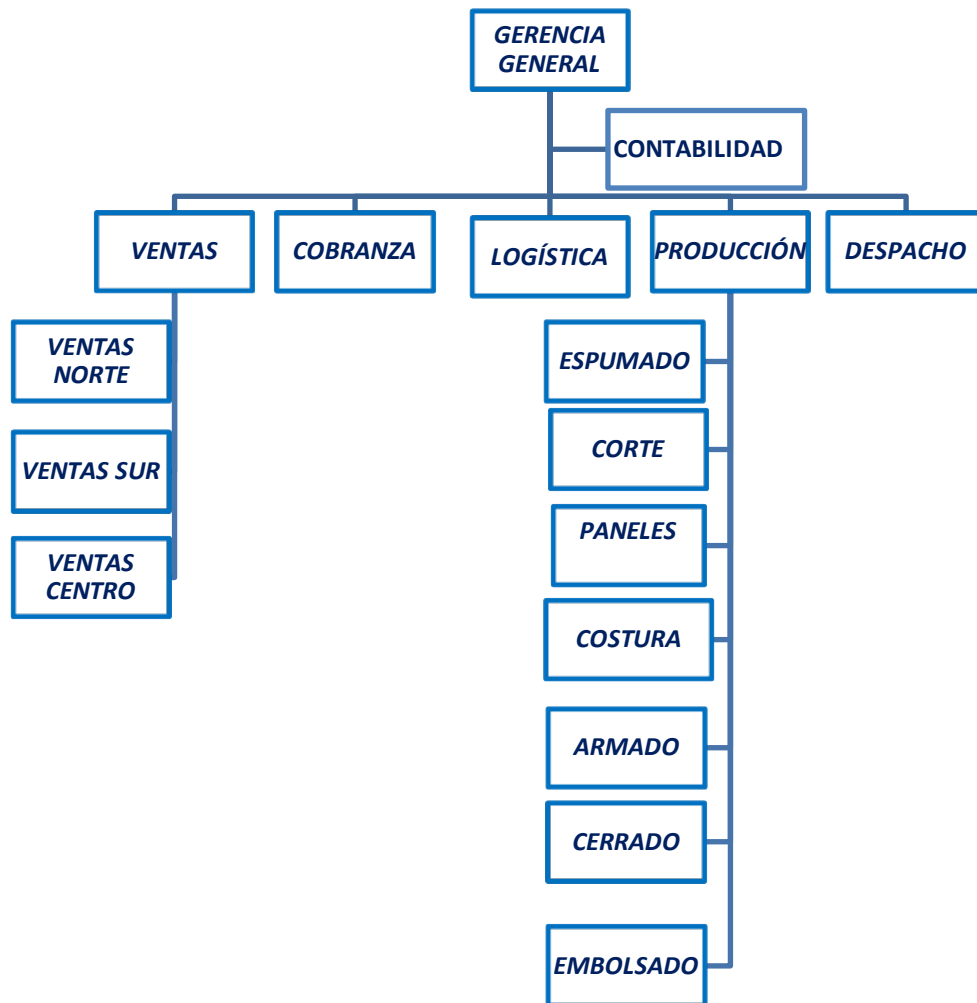 GERENCIA
GENERAL
CONTABILIDAD
VENTAS
COBRANZA
LOGÍSTICA
PRODUCCIÓN
DESPACHO
VENTAS
NORTE
VENTAS SUR
VENTAS
CENTRO
ESPUMADO
CORTE
PANELES
COSTURA
ARMADO
CERRADO
EMBOLSADO